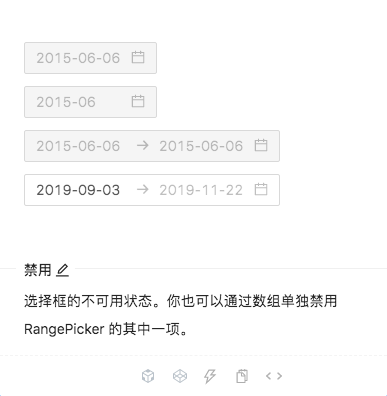 2015-06-06
2015-06
2015-06-06 → 2015-06-06
2019-09-03 → 2019-11-22
禁用
选择框的不可用状态。你也可以通过数组单独禁用
RangePicker 的其中一项。